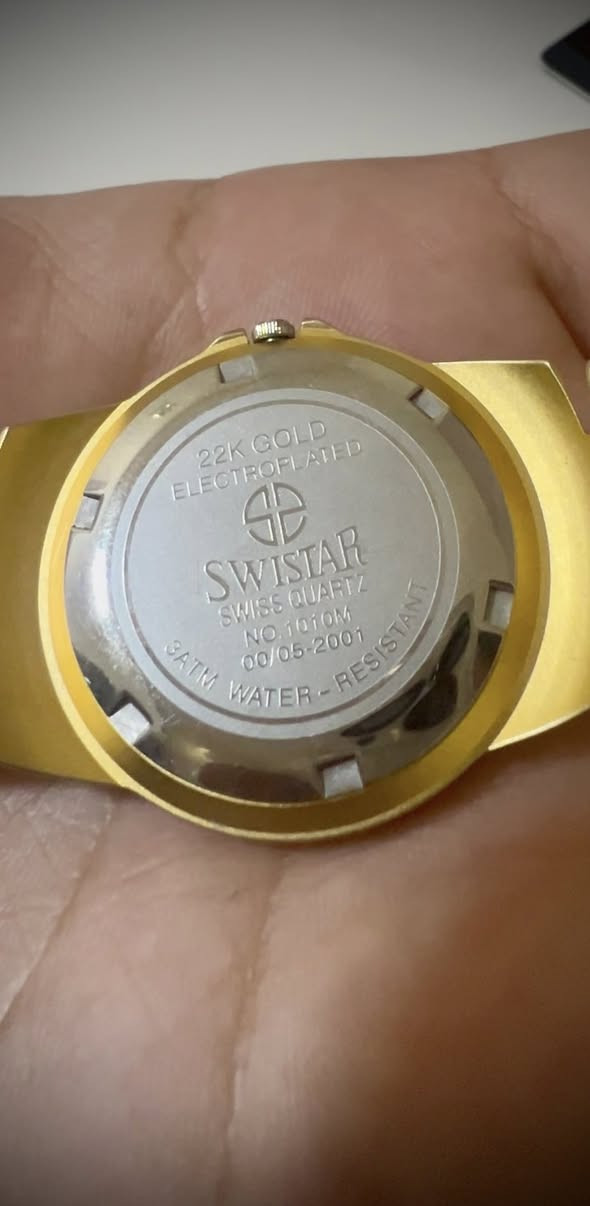 22K GOLD
ELECTROPLATED
SWISTAR
SWISS QUARTZ
NO.1010M
00/05-2001
3ATM WATER-RESISTANT